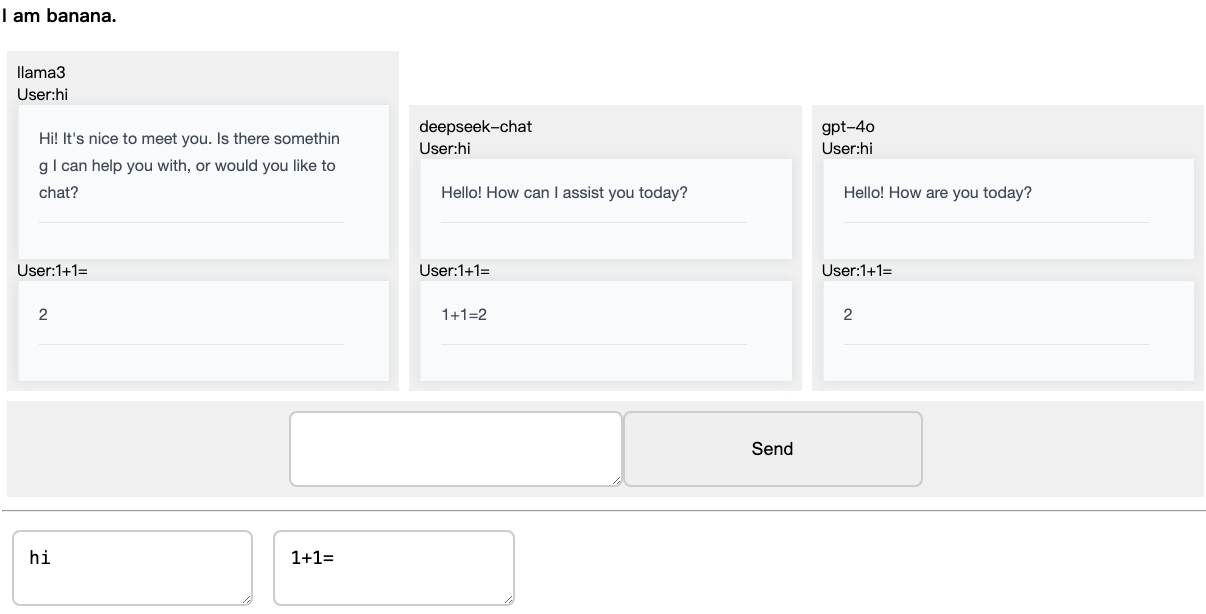 I am banana.
llama3
User:hi
Hi! It's nice to meet you. Is there somethin
g I can help you with, or would you like to
chat?
User:1+1=
2
deepseek-chat
User:hi
Hello! How can I assist you today?
User:1+1=
1+1=2
gpt-4o
User:hi
Hello! How are you today?
User:1+1=
2
Send
hi
1+1=